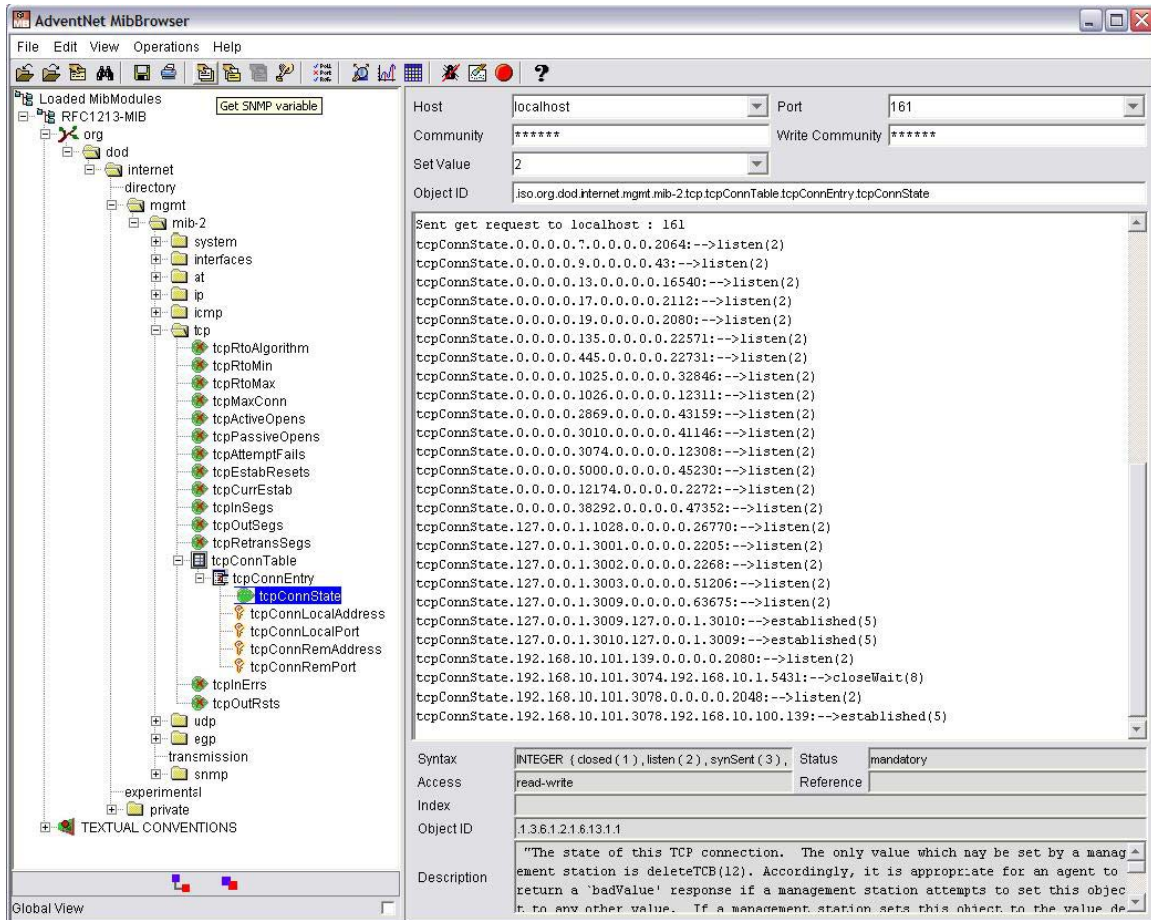 AdventNet MibBrowser
File Edit View Operations Help
Loaded MibModules
Get SNMP variable
RFC1213-MIB
org
dod
internet
directory
mgmt
mib-2
system
interfaces
at
ip
icmp
tcp
tcpRtoAlgorithm
tcpRtoMin
tcpRtoMax
tcpMaxConn
tcpActiveOpens
tcpPassiveOpens
tcpAttemptFails
tcpEstabResets
tcpCurrEstab
tcpInSegs
tcpOutSegs
tcpRetransSegs
tcpConnTable
tcpConnEntry
tcpConnState
tcpConnLocalAddress
tcpConnLocalPort
tcpConnRemAddress
tcpConnRemPort
tcpInErrs
tcpOutRsts
udp
egp
transmission
snmp
experimental
private
TEXTUAL CONVENTIONS
Global View
Host localhost Port 161
Community ****** Write Community ******
Set Value 2
Object ID .iso.org.dod.internet.mgmt.mib-2.tcp.tcpConnTable.tcpConnEntry.tcpConnState
Sent get request to localhost : 161
tcpConnState.0.0.0.0.7.0.0.0.0.2064:-->listen(2)
tcpConnState.0.0.0.0.9.0.0.0.0.43:-->listen(2)
tcpConnState.0.0.0.0.13.0.0.0.0.16540:-->listen(2)
tcpConnState.0.0.0.0.17.0.0.0.0.2112:-->listen(2)
tcpConnState.0.0.0.0.19.0.0.0.0.2080:-->listen(2)
tcpConnState.0.0.0.0.135.0.0.0.0.22571:-->listen(2)
tcpConnState.0.0.0.0.445.0.0.0.0.22731:-->listen(2)
tcpConnState.0.0.0.0.1025.0.0.0.0.32846:-->listen(2)
tcpConnState.0.0.0.0.1026.0.0.0.0.12311:-->listen(2)
tcpConnState.0.0.0.0.2869.0.0.0.0.43159:-->listen(2)
tcpConnState.0.0.0.0.3010.0.0.0.0.41146:-->listen(2)
tcpConnState.0.0.0.0.3074.0.0.0.0.12308:-->listen(2)
tcpConnState.0.0.0.0.5000.0.0.0.0.45230:-->listen(2)
tcpConnState.0.0.0.0.12174.0.0.0.0.2272:-->listen(2)
tcpConnState.0.0.0.0.38292.0.0.0.0.47352:-->listen(2)
tcpConnState.127.0.0.1.1028.0.0.0.0.26770:-->listen(2)
tcpConnState.127.0.0.1.3001.0.0.0.0.2205:-->listen(2)
tcpConnState.127.0.0.1.3002.0.0.0.0.2268:-->listen(2)
tcpConnState.127.0.0.1.3003.0.0.0.0.51206:-->listen(2)
tcpConnState.127.0.0.1.3009.0.0.0.0.63675:-->listen(2)
tcpConnState.127.0.0.1.3009.127.0.0.1.3010:-->established(5)
tcpConnState.127.0.0.1.3010.127.0.0.1.3009:-->established(5)
tcpConnState.192.168.10.101.139.0.0.0.0.2080:-->listen(2)
tcpConnState.192.168.10.101.3074.192.168.10.1.5431:-->closeWait(8)
tcpConnState.192.168.10.101.3078.0.0.0.0.2048:-->listen(2)
tcpConnState.192.168.10.101.3078.192.168.10.100.139:-->established(5)
Syntax INTEGER { closed ( 1 ) , listen ( 2 ) , synSent ( 3 ) , Status mandatory
Access read-write Reference
Index
Object ID .1.3.6.1.2.1.6.13.1.1
Description "The state of this TCP connection. The only value which may be set by a manag
ement station is deleteTCB(12). Accordingly, it is appropriate for an agent to
return a `badValue' response if a management station attempts to set this objec
t to any other value. If a management station sets this object to the value de